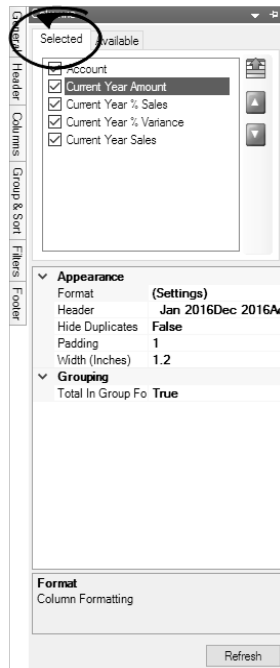 Selected
Available
Account
Current Year Amount
Current Year % Sales
Current Year % Variance
Current Year Sales
General
Header
Columns
Group & Sort
Filters
Footer
Appearance
Format (Settings)
Header Jan 2016Dec 2016A
Hide Duplicates False
Padding 1
Width (Inches) 1.2
Grouping
Total In Group Fo True
Format
Column Formatting
Refresh